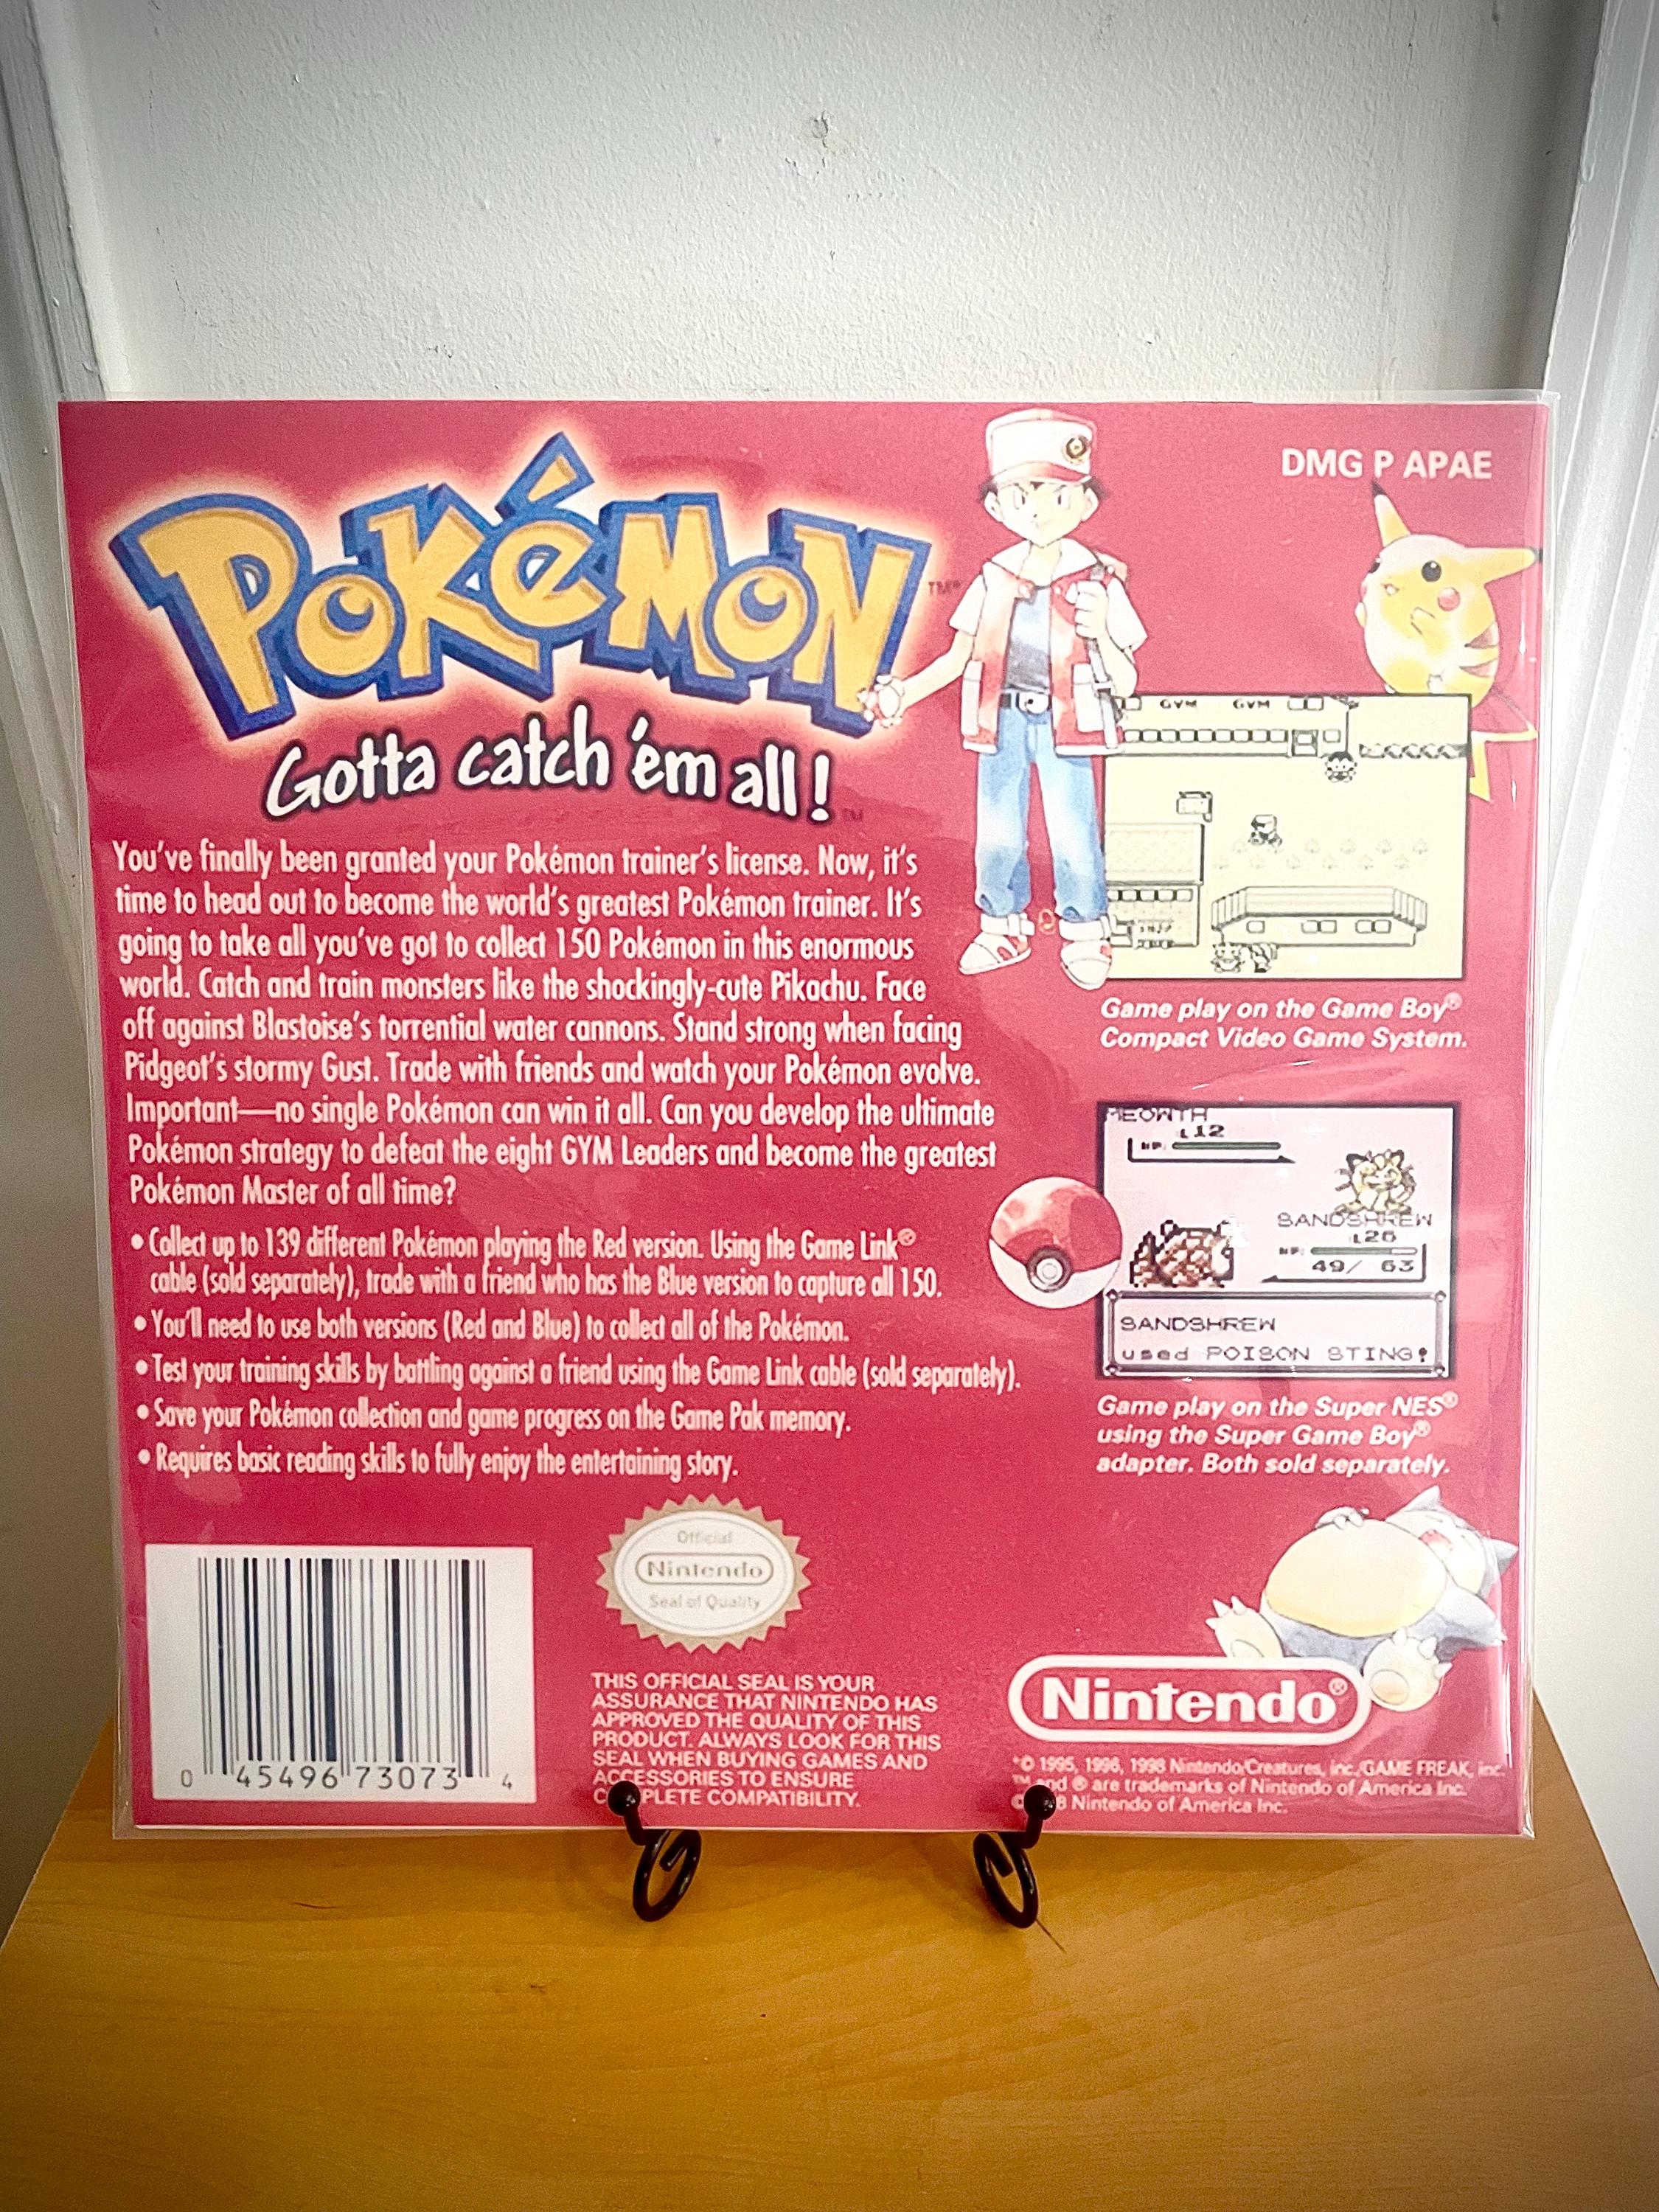 DMG P APAE
POKéMON
TM®
Gotta catch 'em all!
TM
You've finally been granted your Pokémon trainer's license. Now, it's
time to head out to become the world's greatest Pokémon trainer. It's
going to take all you've got to collect 150 Pokémon in this enormous
world. Catch and train monsters like the shockingly-cute Pikachu. Face
off against Blastoise's torrential water cannons. Stand strong when facing
Pidgeot's stormy Gust. Trade with friends and watch your Pokémon evolve.
Important—no single Pokémon can win it all. Can you develop the ultimate
Pokémon strategy to defeat the eight GYM Leaders and become the greatest
Pokémon Master of all time?
• Collect up to 139 different Pokémon playing the Red version. Using the Game Link®
cable (sold separately), trade with a friend who has the Blue version to capture all 150.
• You'll need to use both versions (Red and Blue) to collect all of the Pokémon.
• Test your training skills by battling against a friend using the Game Link cable (sold separately).
• Save your Pokémon collection and game progress on the Game Pak memory.
• Requires basic reading skills to fully enjoy the entertaining story.
GYM GYM
Game play on the Game Boy®
Compact Video Game System.
MEOWTH
L12
HP:
SANDSHREW
L26
HP:
49/ 63
SANDSHREW
used POISON STING!
Game play on the Super NES®
using the Super Game Boy®
adapter. Both sold separately.
0 45496 73073 4
Official
Nintendo
Seal of Quality
THIS OFFICIAL SEAL IS YOUR
ASSURANCE THAT NINTENDO HAS
APPROVED THE QUALITY OF THIS
PRODUCT. ALWAYS LOOK FOR THIS
SEAL WHEN BUYING GAMES AND
ACCESSORIES TO ENSURE
COMPLETE COMPATIBILITY.
Nintendo®
© 1995, 1996, 1998 Nintendo/Creatures, inc./GAME FREAK, inc.
TM and ® are trademarks of Nintendo of America Inc.
© Nintendo of America Inc.